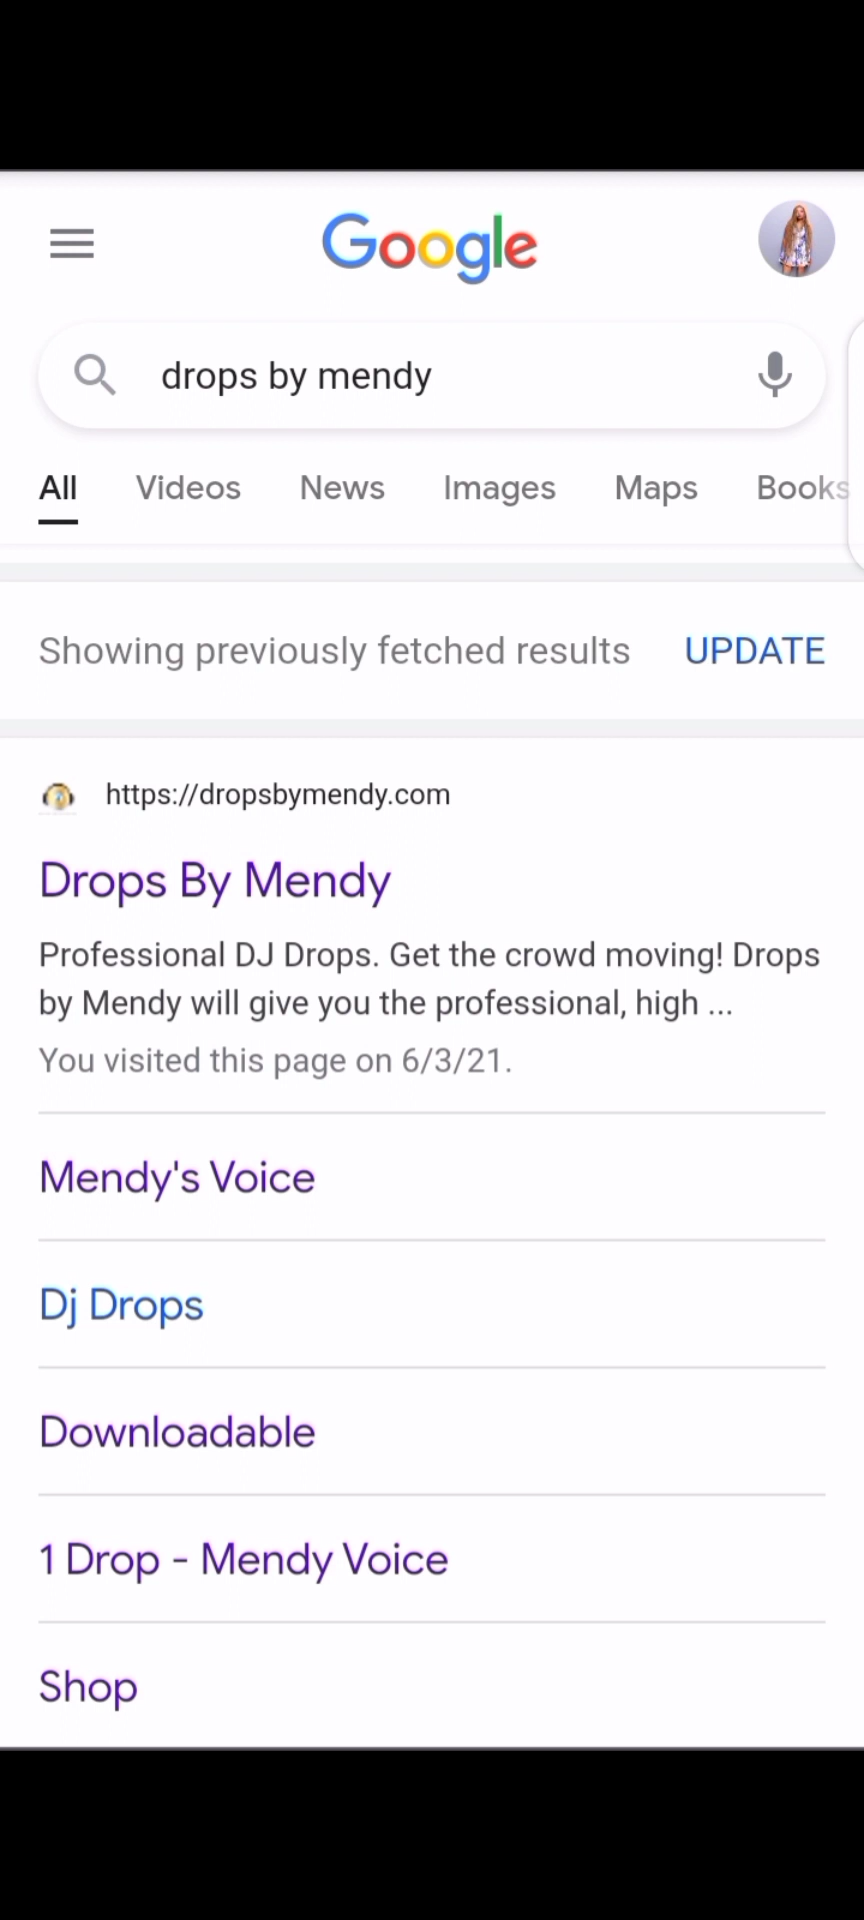 Google
drops by mendy
All Videos News Images Maps Books
Showing previously fetched results UPDATE
https://dropsbymendy.com
Drops By Mendy
Professional DJ Drops. Get the crowd moving! Drops
by Mendy will give you the professional, high ...
You visited this page on 6/3/21.
Mendy's Voice
Dj Drops
Downloadable
1 Drop - Mendy Voice
Shop